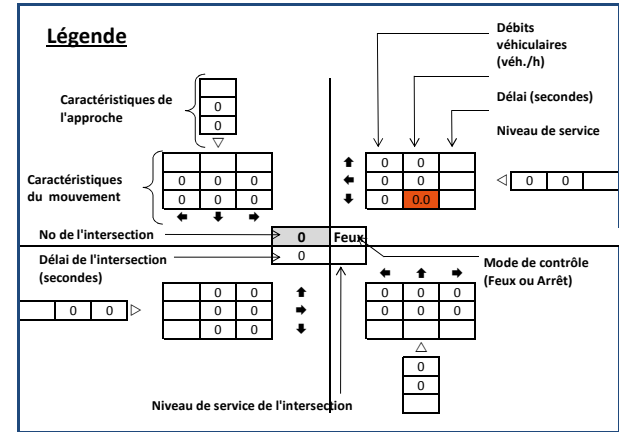 Légende
Débits
véhiculaires
(véh./h)
Délai (secondes)
Niveau de service
Caractéristiques de
l'approche
0
0
Caractéristiques
du mouvement
0 0 0
0 0 0
0 0
0 0
0 0.0
0 0
No de l'intersection
0 Feux
Délai de l'intersection
(secondes)
0
Mode de contrôle
(Feux ou Arrêt)
0 0
0 0
0 0
0 0
0 0 0
0 0 0
0
0
Niveau de service de l'intersection